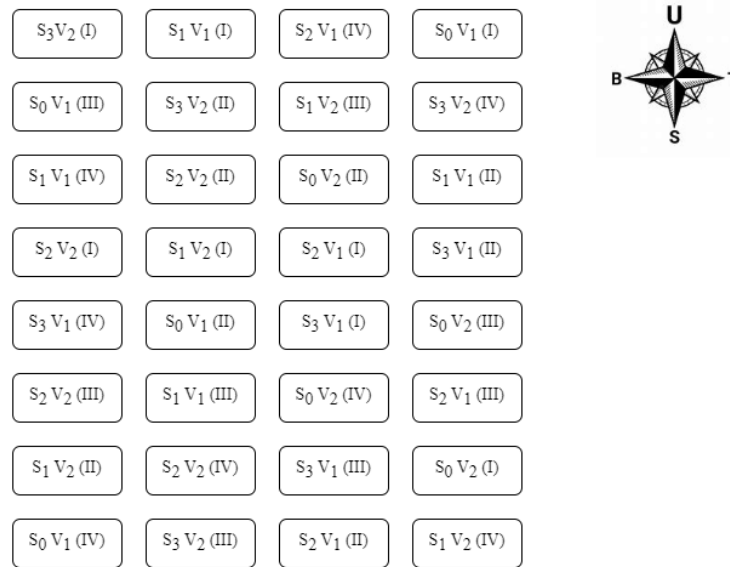 S3V2 (I) S1 V1 (I) S2 V1 (IV) S0 V1 (I)
U
B T
S
S0 V1 (III) S3 V2 (II) S1 V2 (III) S3 V2 (IV)
S1 V1 (IV) S2 V2 (II) S0 V2 (II) S1 V1 (II)
S2 V2 (I) S1 V2 (I) S2 V1 (I) S3 V1 (II)
S3 V1 (IV) S0 V1 (II) S3 V1 (I) S0 V2 (III)
S2 V2 (III) S1 V1 (III) S0 V2 (IV) S2 V1 (III)
S1 V2 (II) S2 V2 (IV) S3 V1 (III) S0 V2 (I)
S0 V1 (IV) S3 V2 (III) S2 V1 (II) S1 V2 (IV)